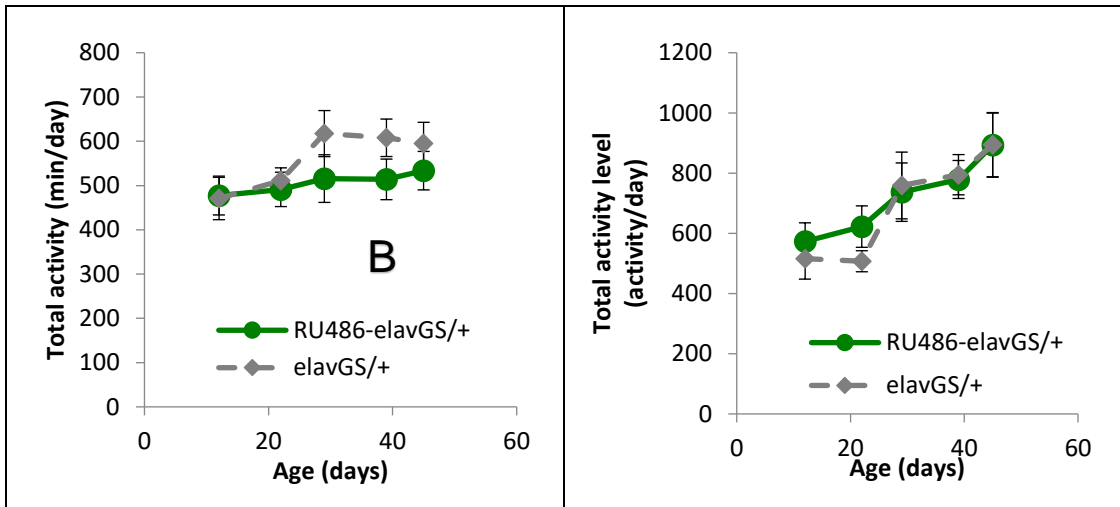 800
700
600
500
400
300
200
100
0
Total activity (min/day)
B
RU486-elavGS/+
elavGS/+
0 20 40 60
Age (days)
1200
1000
800
600
400
200
0
Total activity level
(activity/day)
RU486-elavGS/+
elavGS/+
0 20 40 60
Age (days)